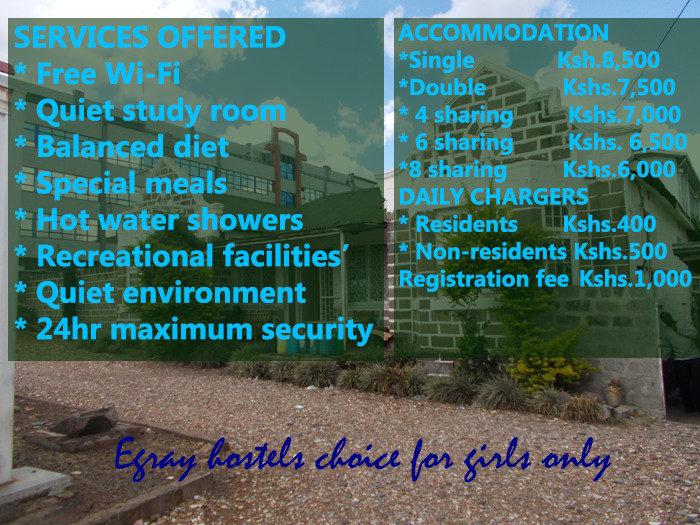 SERVICES OFFERED
* Free Wi-Fi
* Quiet study room
* Balanced diet
* Special meals
* Hot water showers
* Recreational facilities’
* Quiet environment
* 24hr maximum security
ACCOMMODATION
*Single Ksh.8,500
*Double Kshs.7,500
* 4 sharing Kshs.7,000
* 6 sharing Kshs. 6,500
*8 sharing Kshs.6,000
DAILY CHARGERS
* Residents Kshs.400
* Non-residents Kshs.500
Registration fee Kshs.1,000
Egray hostels choice for girls only